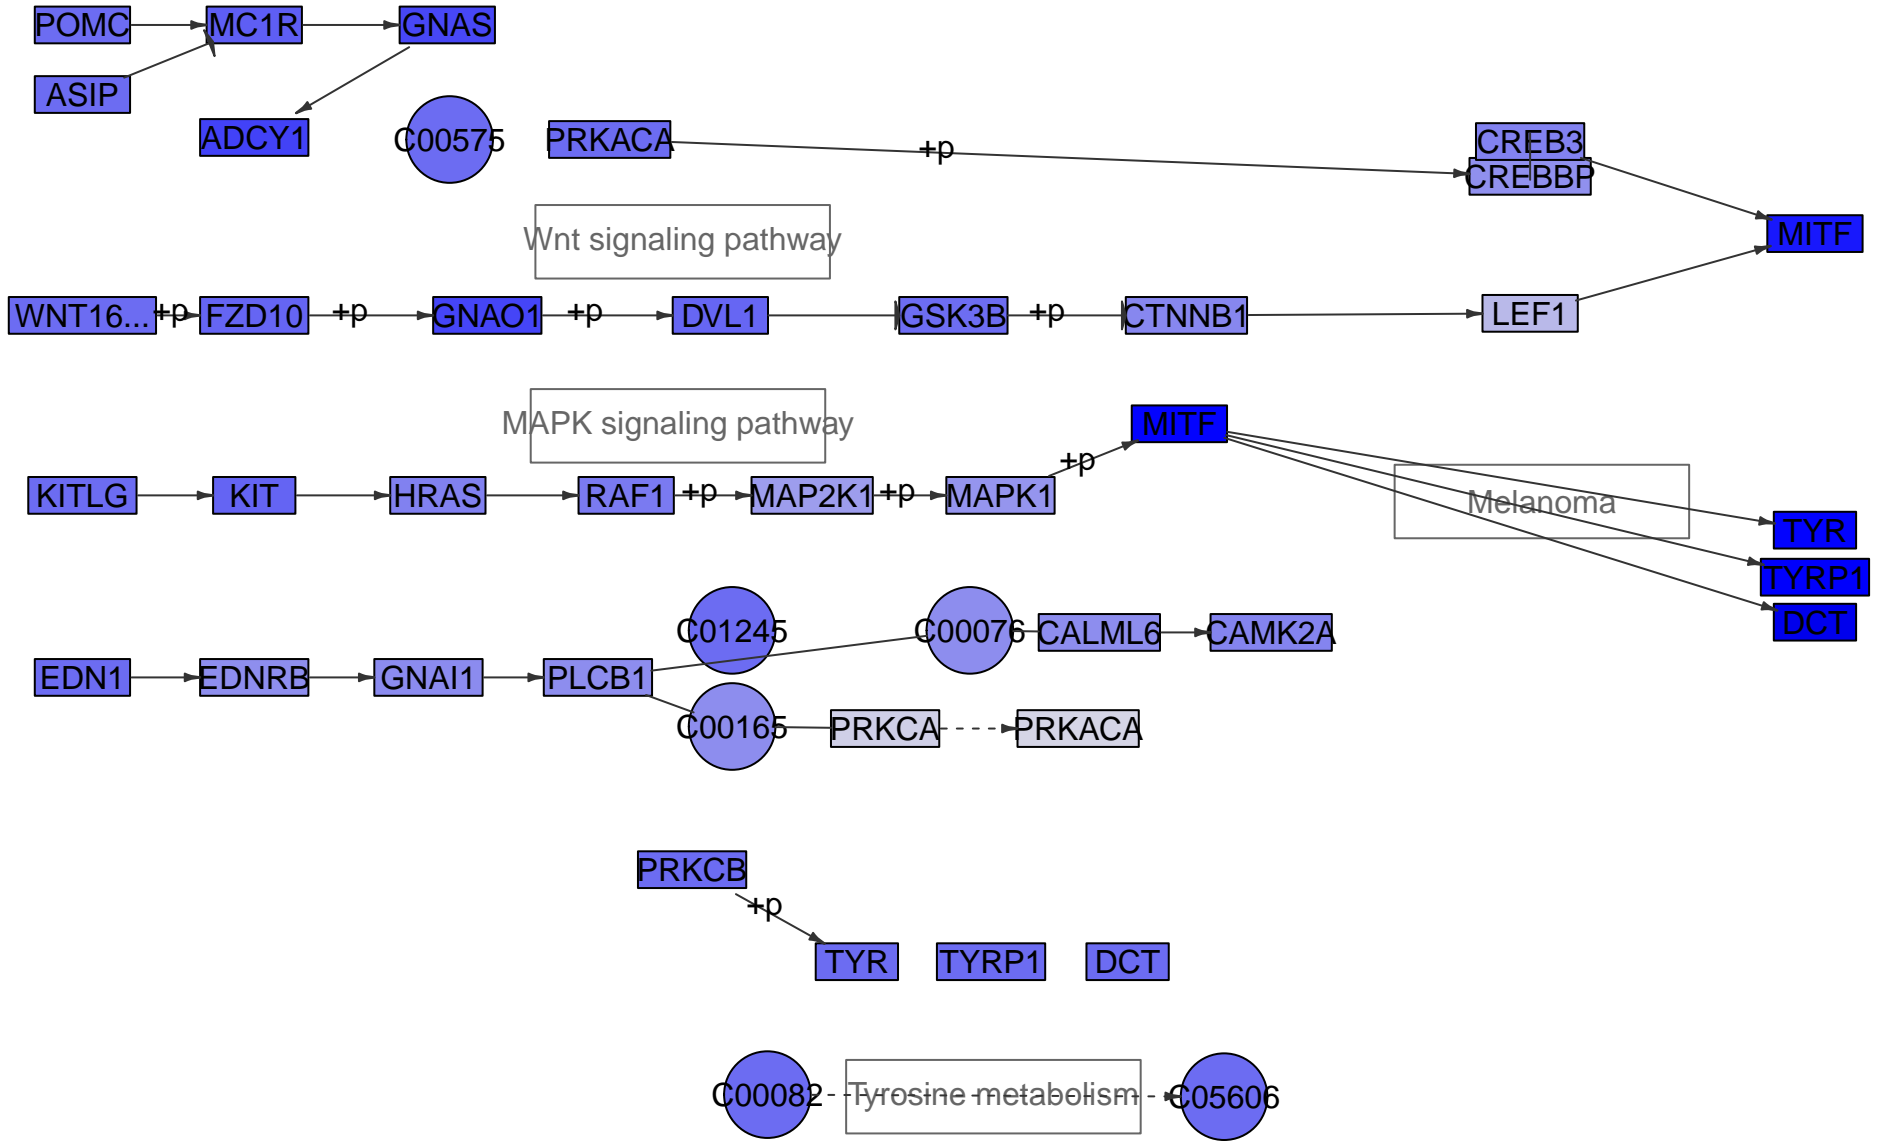 POMC
MC1R
GNAS
ASIP
ADCY1
C00575
PRKACA
+p
CREB3
CREBBP
MITF
Wnt signaling pathway
WNT16...
+p
FZD10
+p
GNAO1
+p
DVL1
GSK3B
+p
CTNNB1
LEF1
MAPK signaling pathway
MITF
+p
KITLG
KIT
HRAS
RAF1
+p
MAP2K1
+p
MAPK1
Melanoma
TYR
TYRP1
DCT
C01245
C00076
CALML6
CAMK2A
EDN1
EDNRB
GNAI1
PLCB1
C00165
PRKCA
PRKACA
PRKCB
+p
TYR
TYRP1
DCT
C00082
Tyrosine metabolism
C05606